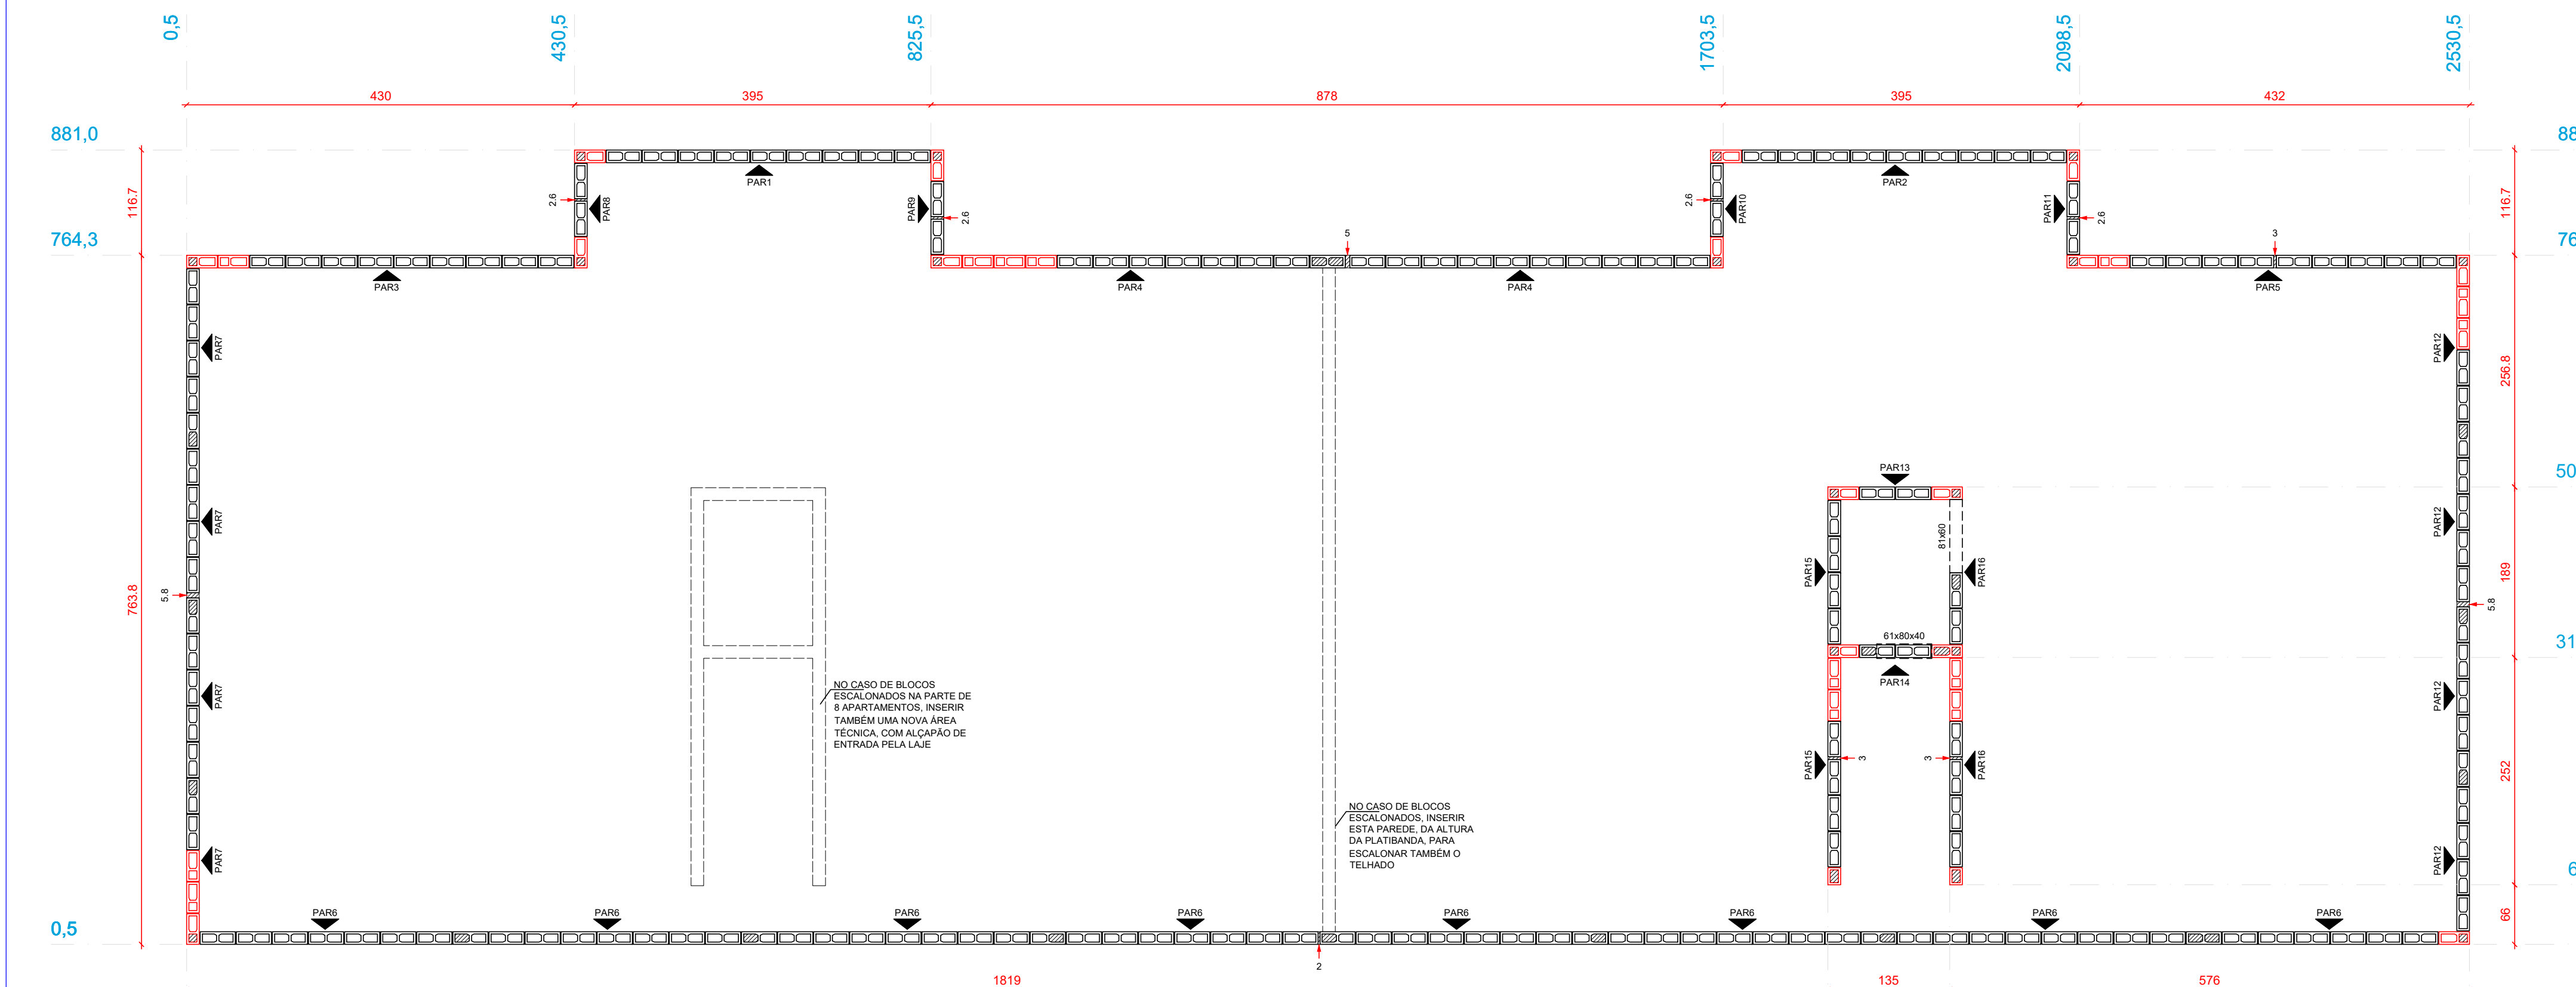 0,5
430,5
825,5
1703,5
2098,5
2530,5
430
395
878
395
432
881,0
88
116.7
116.7
PAR1
PAR2
2.6
PAR8
PAR9
2.6
2.6
PAR10
PAR11
2.6
764,3
76
5
3
PAR3
PAR4
PAR4
PAR5
PAR7
PAR12
256.8
PAR13
50
PAR7
81x60
PAR12
763.8
5.8
PAR15
PAR16
189
5.8
61x80x40
31
PAR14
NO CASO DE BLOCOS
ESCALONADOS NA PARTE DE
8 APARTAMENTOS, INSERIR
TAMBÉM UMA NOVA ÁREA
TÉCNICA, COM ALÇAPÃO DE
ENTRADA PELA LAJE
PAR7
PAR12
PAR15
3
3
PAR16
252
NO CASO DE BLOCOS
ESCALONADOS, INSERIR
ESTA PAREDE, DA ALTURA
DA PLATIBANDA, PARA
ESCALONAR TAMBÉM O
TELHADO
PAR7
PAR12
6
66
0,5
PAR6
PAR6
PAR6
PAR6
PAR6
PAR6
PAR6
PAR6
2
1819
135
576